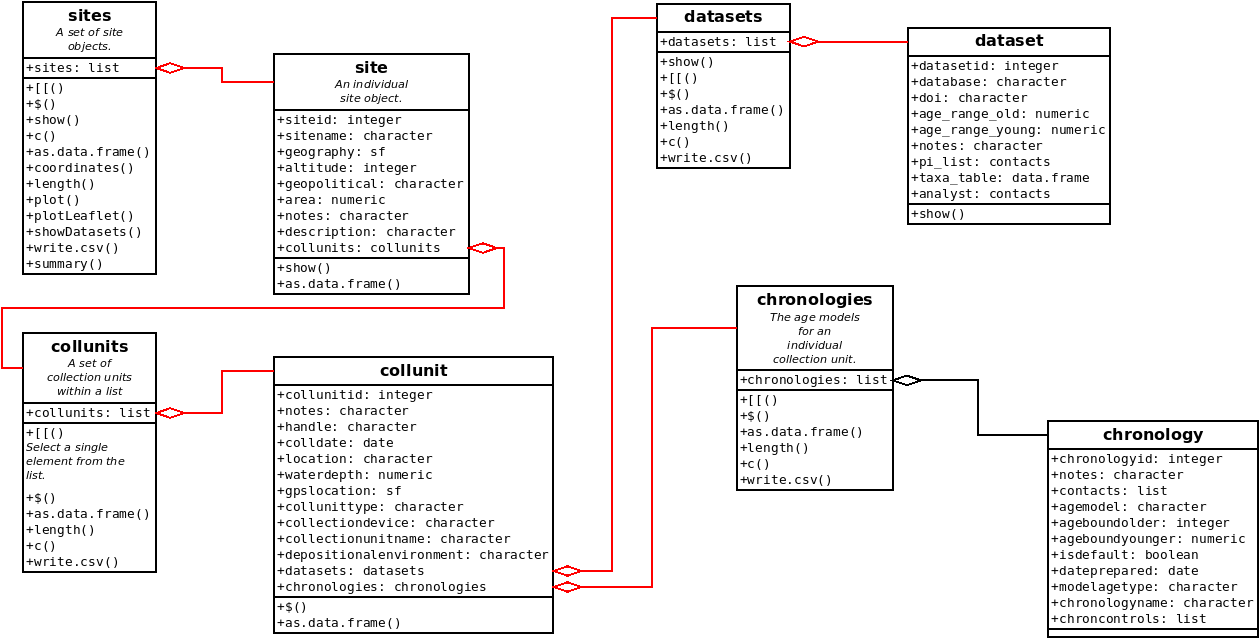 sites
A set of site
objects.
+sites: list
+[[()
+$()
+show()
+c()
+as.data.frame()
+coordinates()
+length()
+plot()
+plotLeaflet()
+showDatasets()
+write.csv()
+summary()
site
An individual
site object.
+siteid: integer
+sitename: character
+geography: sf
+altitude: integer
+geopolitical: character
+area: numeric
+notes: character
+description: character
+collunits: collunits
+show()
+as.data.frame()
datasets
+datasets: list
+show()
+[[()
+$()
+as.data.frame()
+length()
+c()
+write.csv()
dataset
+datasetid: integer
+database: character
+doi: character
+age_range_old: numeric
+age_range_young: numeric
+notes: character
+pi_list: contacts
+taxa_table: data.frame
+analyst: contacts
+show()
collunits
A set of
collection units
within a list
+collunits: list
+[[()
Select a single
element from the
list.
+$()
+as.data.frame()
+length()
+c()
+write.csv()
collunit
+collunitid: integer
+notes: character
+handle: character
+colldate: date
+location: character
+waterdepth: numeric
+gpslocation: sf
+collunittype: character
+collectiondevice: character
+collectionunitname: character
+depositionalenvironment: character
+datasets: datasets
+chronologies: chronologies
+$()
+as.data.frame()
chronologies
The age models
for an
individual
collection unit.
+chronologies: list
+[[()
+$()
+as.data.frame()
+length()
+c()
+write.csv()
chronology
+chronologyid: integer
+notes: character
+contacts: list
+agemodel: character
+ageboundolder: integer
+ageboundyounger: numeric
+isdefault: boolean
+dateprepared: date
+modelagetype: character
+chronologyname: character
+chroncontrols: list